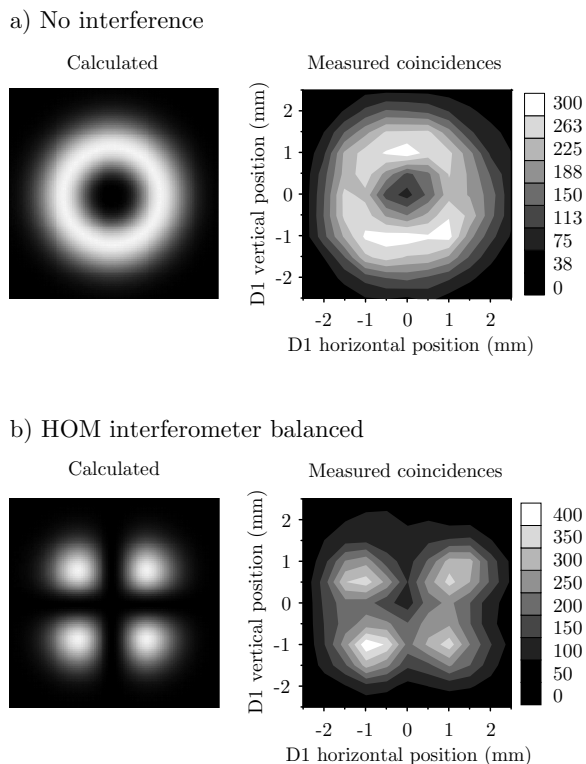 a) No interference
Calculated
Measured coincidences
D1 vertical position (mm)
2
1
0
-1
-2
-2 -1 0 1 2
D1 horizontal position (mm)
300
263
225
188
150
113
75
38
0
b) HOM interferometer balanced
Calculated
Measured coincidences
D1 vertical position (mm)
2
1
0
-1
-2
-2 -1 0 1 2
D1 horizontal position (mm)
400
350
300
250
200
150
100
50
0